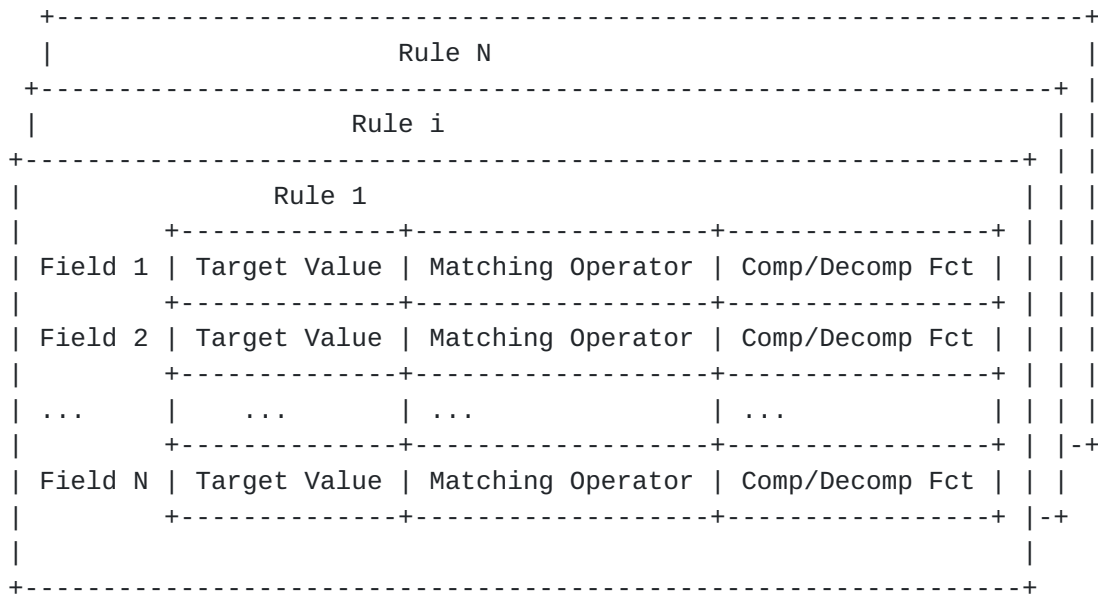 Rule N
Rule i
Rule 1
Field 1 | Target Value | Matching Operator | Comp/Decomp Fct
Field 2 | Target Value | Matching Operator | Comp/Decomp Fct
... | ... | ... | ...
Field N | Target Value | Matching Operator | Comp/Decomp Fct